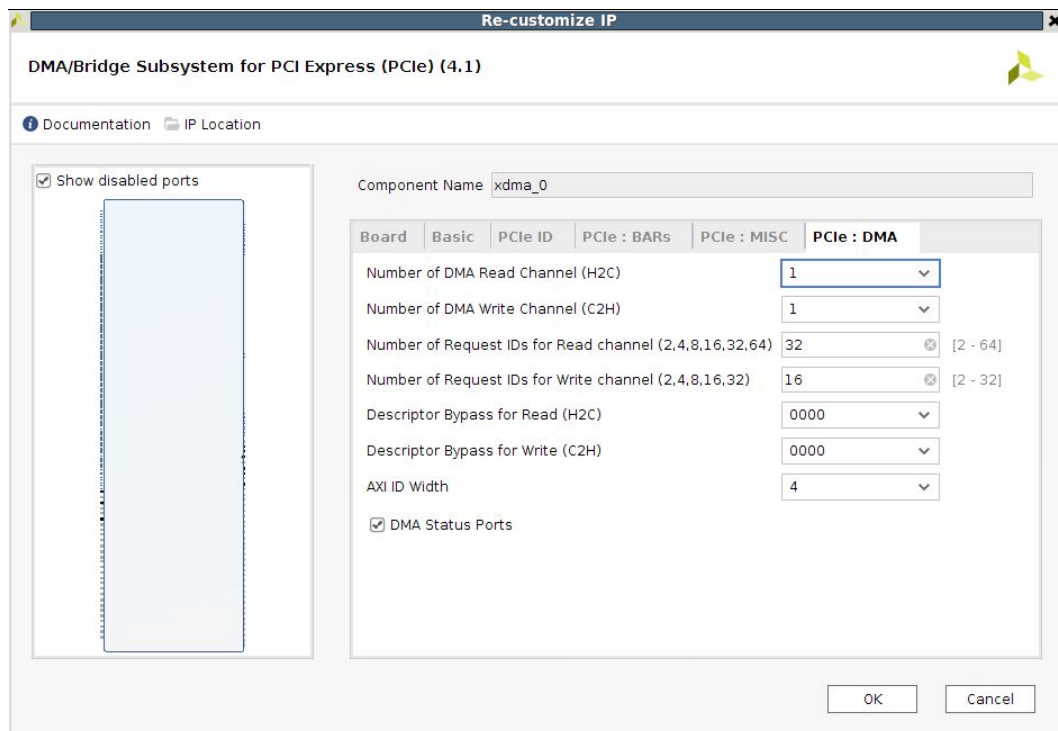 Re-customize IP
DMA/Bridge Subsystem for PCI Express (PCIe) (4.1)
Documentation IP Location
Show disabled ports
Component Name xdma_0
Board Basic PCIe ID PCIe : BARs PCIe : MISC PCIe : DMA
Number of DMA Read Channel (H2C) 1
Number of DMA Write Channel (C2H) 1
Number of Request IDs for Read channel (2,4,8,16,32,64) 32 [2 - 64]
Number of Request IDs for Write channel (2,4,8,16,32) 16 [2 - 32]
Descriptor Bypass for Read (H2C) 0000
Descriptor Bypass for Write (C2H) 0000
AXI ID Width 4
DMA Status Ports
OK Cancel